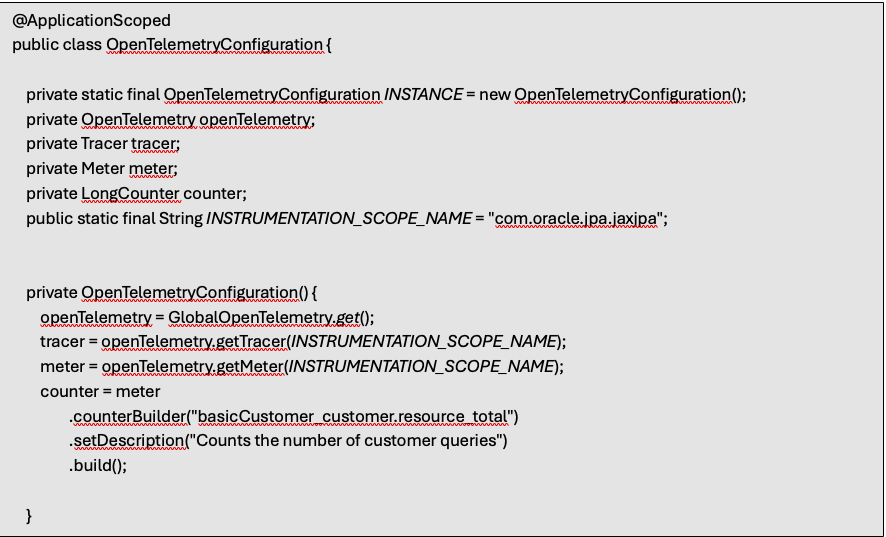 @ApplicationScoped
public class OpenTelemetryConfiguration {
private static final OpenTelemetryConfiguration INSTANCE = new OpenTelemetryConfiguration();
private OpenTelemetry openTelemetry;
private Tracer tracer;
private Meter meter;
private LongCounter counter;
public static final String INSTRUMENTATION_SCOPE_NAME = "com.oracle.jpa.jaxjpa";
private OpenTelemetryConfiguration() {
openTelemetry = GlobalOpenTelemetry.get();
tracer = openTelemetry.getTracer(INSTRUMENTATION_SCOPE_NAME);
meter = openTelemetry.getMeter(INSTRUMENTATION_SCOPE_NAME);
counter = meter
.counterBuilder("basicCustomer_customer.resource_total")
.setDescription("Counts the number of customer queries")
.build();
}